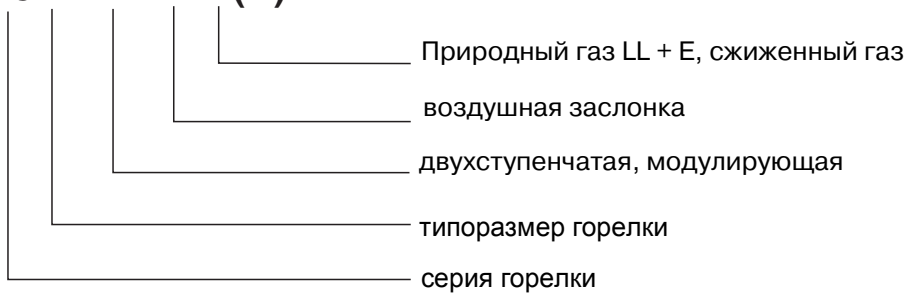 Природный газ LL + E, сжиженный газ
воздушная заслонка
двухступенчатая, модулирующая
типоразмер горелки
серия горелки